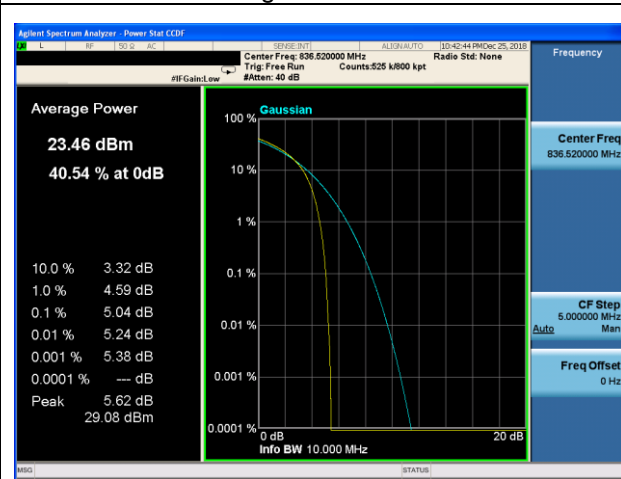 Agilent Spectrum Analyzer - Power Stat CCDF
L RF 50 Ω AC SENSE:INT ALIGNAUTO 10:42:44 PM Dec 25, 2018
Center Freq: 836.520000 MHz Radio Std: None
Trig: Free Run Counts:525 k/800 kpt
#IFGain:Low #Atten: 40 dB
Frequency
Average Power
23.46 dBm
40.54 % at 0dB
10.0 % 3.32 dB
1.0 % 4.59 dB
0.1 % 5.04 dB
0.01 % 5.24 dB
0.001 % 5.38 dB
0.0001 % --- dB
Peak 5.62 dB
29.08 dBm
Gaussian
100 %
10 %
1 %
0.1 %
0.01 %
0.001 %
0.0001 %
0 dB 20 dB
Info BW 10.000 MHz
Center Freq
836.520000 MHz
CF Step
5.000000 MHz
Auto Man
Freq Offset
0 Hz
MSG STATUS